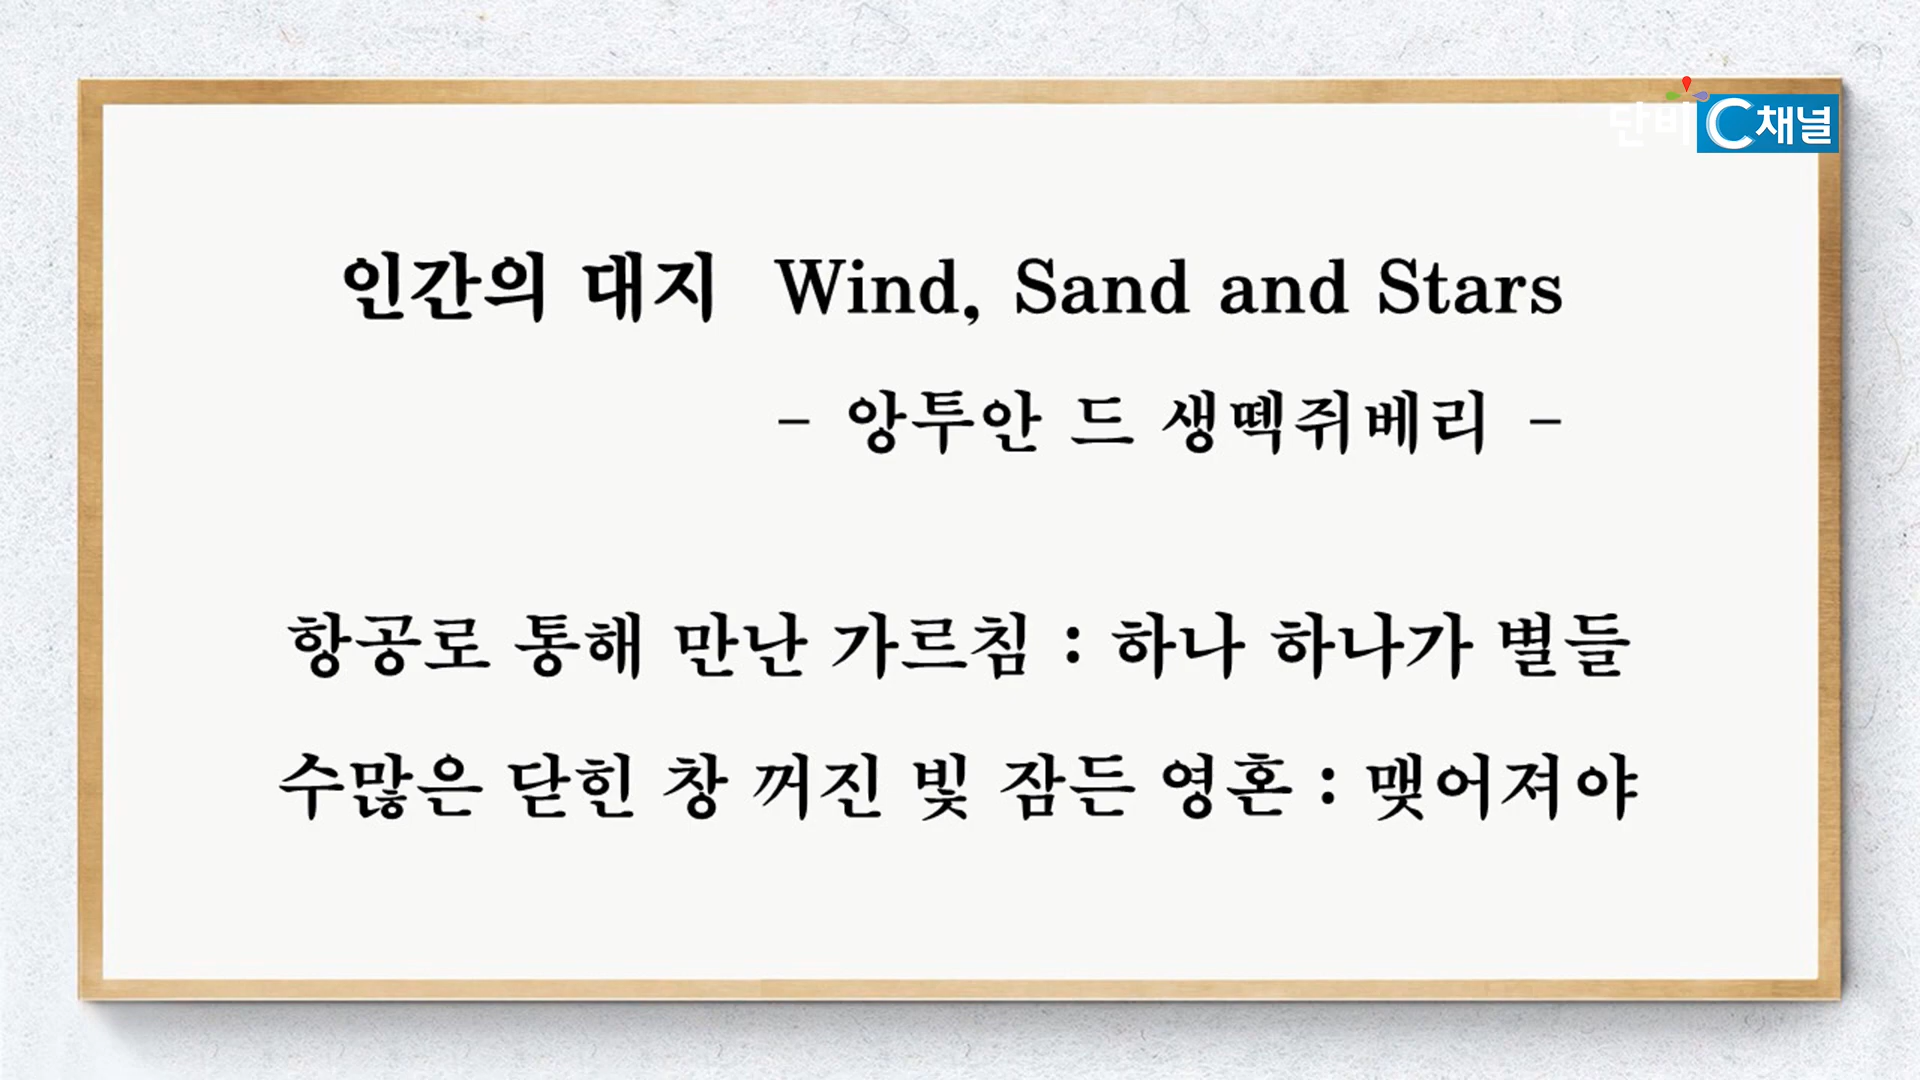 단비 C채널
인간의 대지 Wind, Sand and Stars
- 앙투안 드 생떽쥐베리 -
항공로 통해 만난 가르침 : 하나 하나가 별들
수많은 닫힌 창 꺼진 빛 잠든 영혼 : 맺어져야